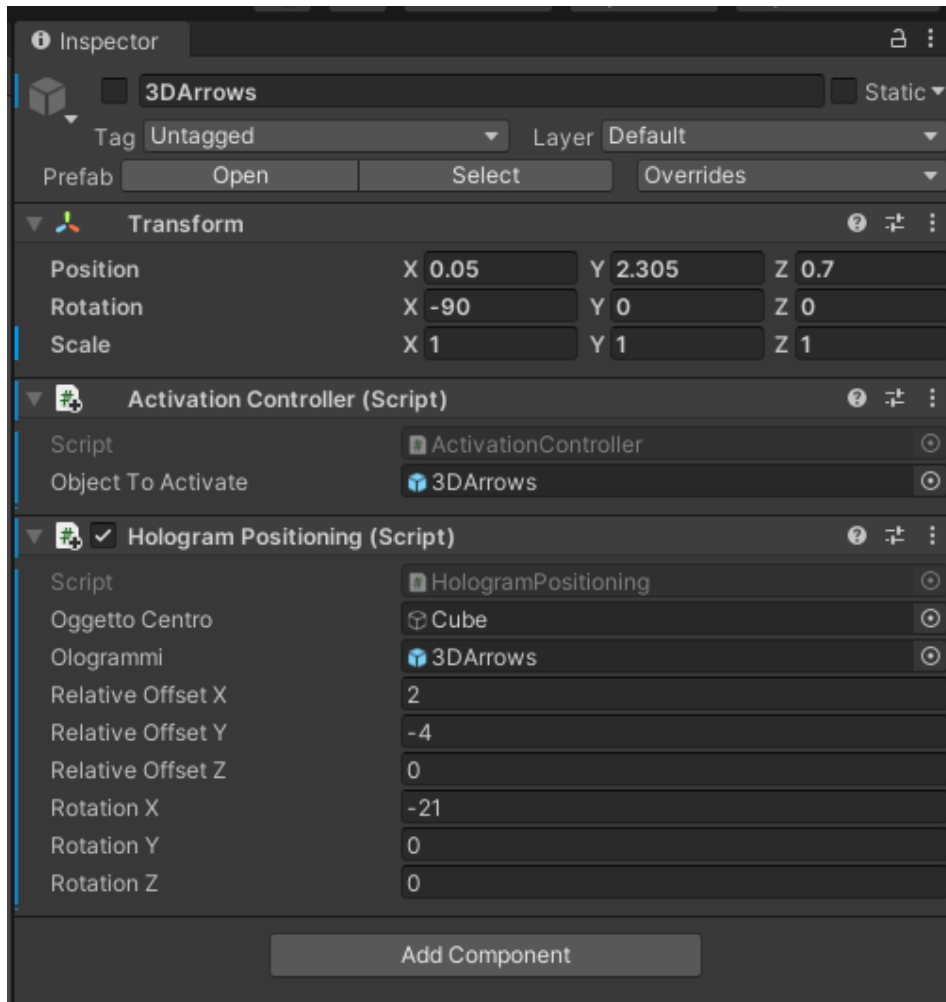 Inspector
3DArrows Static
Tag Untagged Layer Default
Prefab Open Select Overrides
Transform
Position X 0.05 Y 2.305 Z 0.7
Rotation X -90 Y 0 Z 0
Scale X 1 Y 1 Z 1
# Activation Controller (Script)
Script # ActivationController
Object To Activate 3DArrows
# Hologram Positioning (Script)
Script # HologramPositioning
Oggetto Centro Cube
Ologrammi 3DArrows
Relative Offset X 2
Relative Offset Y -4
Relative Offset Z 0
Rotation X -21
Rotation Y 0
Rotation Z 0
Add Component